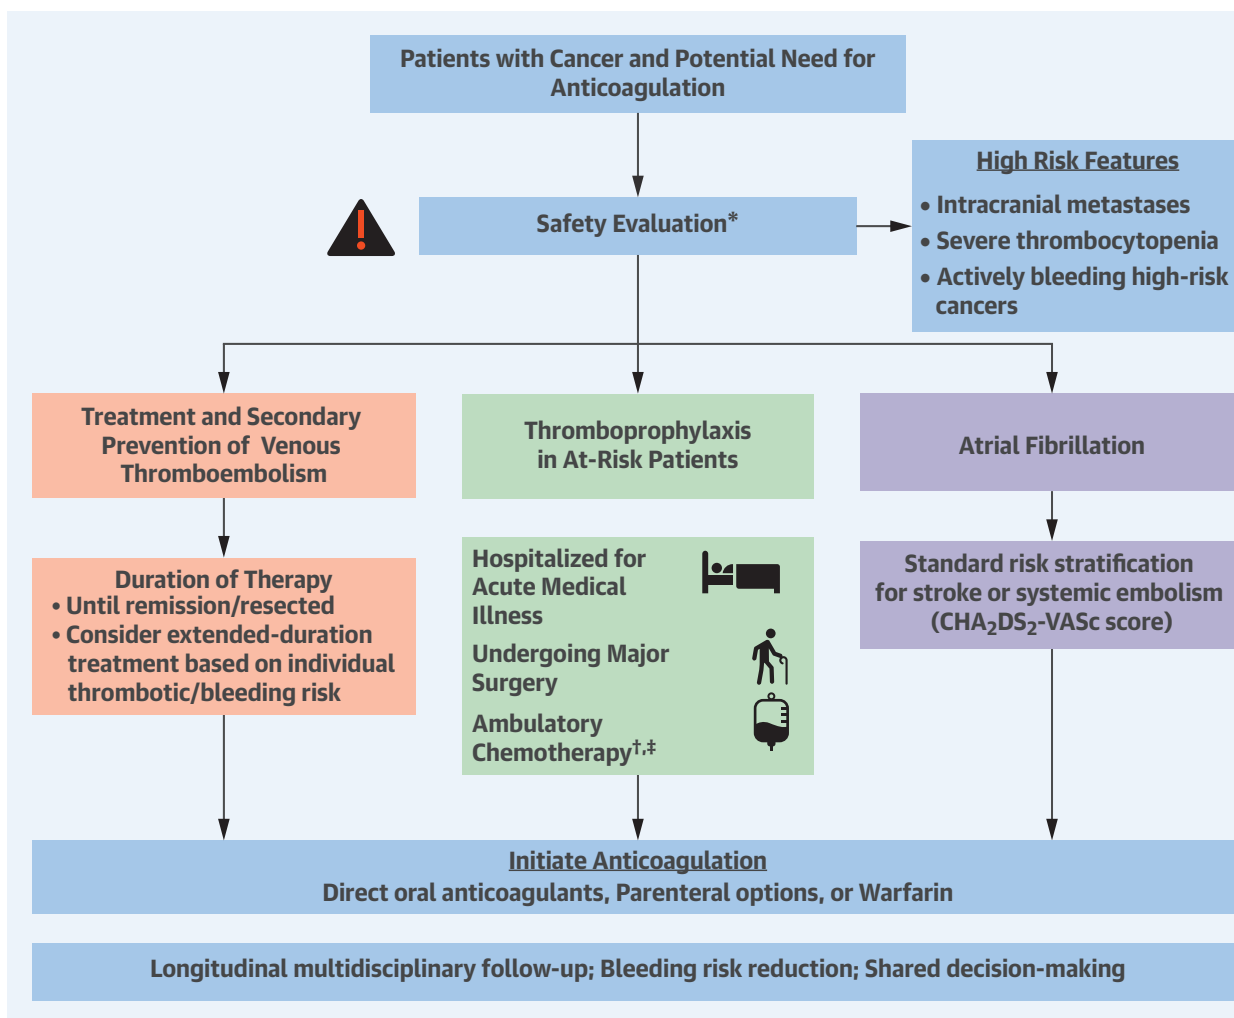 Patients with Cancer and Potential Need for
Anticoagulation
Safety Evaluation*
High Risk Features
• Intracranial metastases
• Severe thrombocytopenia
• Actively bleeding high-risk
cancers
Treatment and Secondary
Prevention of Venous
Thromboembolism
Duration of Therapy
• Until remission/resected
• Consider extended-duration
treatment based on individual
thrombotic/bleeding risk
Thromboprophylaxis
in At-Risk Patients
Hospitalized for
Acute Medical
Illness
Undergoing Major
Surgery
Ambulatory
Chemotherapy†,‡
Atrial Fibrillation
Standard risk stratification
for stroke or systemic embolism
(CHA₂DS₂-VASc score)
Initiate Anticoagulation
Direct oral anticoagulants, Parenteral options, or Warfarin
Longitudinal multidisciplinary follow-up; Bleeding risk reduction; Shared decision-making